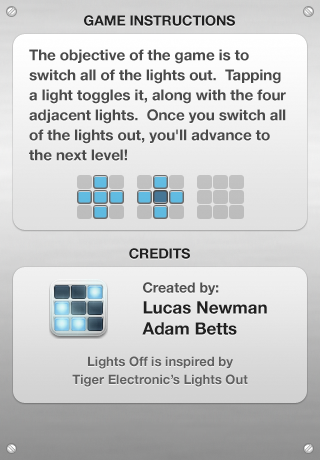 GAME INSTRUCTIONS
The objective of the game is to
switch all of the lights out. Tapping
a light toggles it, along with the four
adjacent lights. Once you switch all
of the lights out, you'll advance to
the next level!
CREDITS
Created by:
Lucas Newman
Adam Betts
Lights Off is inspired by
Tiger Electronic's Lights Out